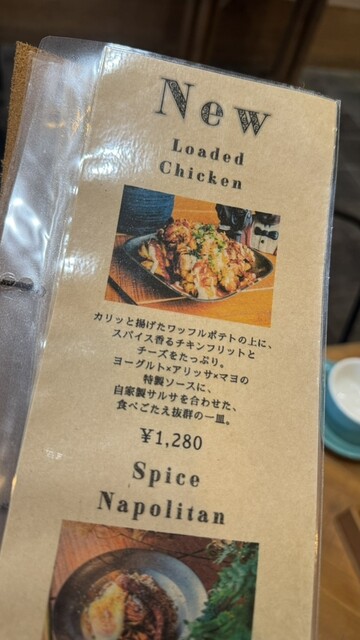 New
Loaded
Chicken
カリッと揚げたワッフルポテトの上に、
スパイス香るチキンフリットと
チーズをたっぷり。
ヨーグルト×アリッサ×マヨの
特製ソースに、
自家製サルサを合わせた、
食べごたえ抜群の一皿。
¥1,280
Spice
Napolitan